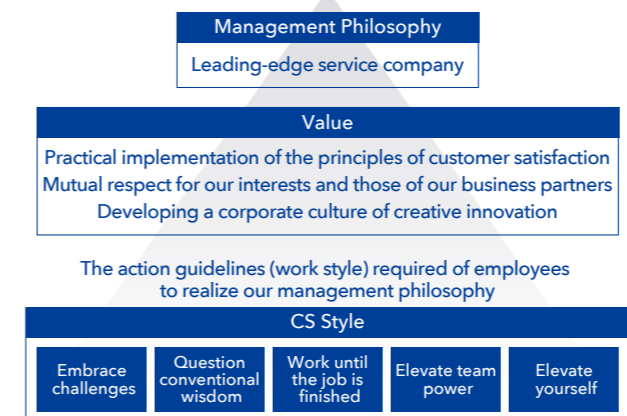 Management Philosophy
Leading-edge service company
Value
Practical implementation of the principles of customer satisfaction
Mutual respect for our interests and those of our business partners
Developing a corporate culture of creative innovation
The action guidelines (work style) required of employees
to realize our management philosophy
CS Style
Embrace
challenges
Question
conventional
wisdom
Work until
the job is
finished
Elevate team
power
Elevate
yourself